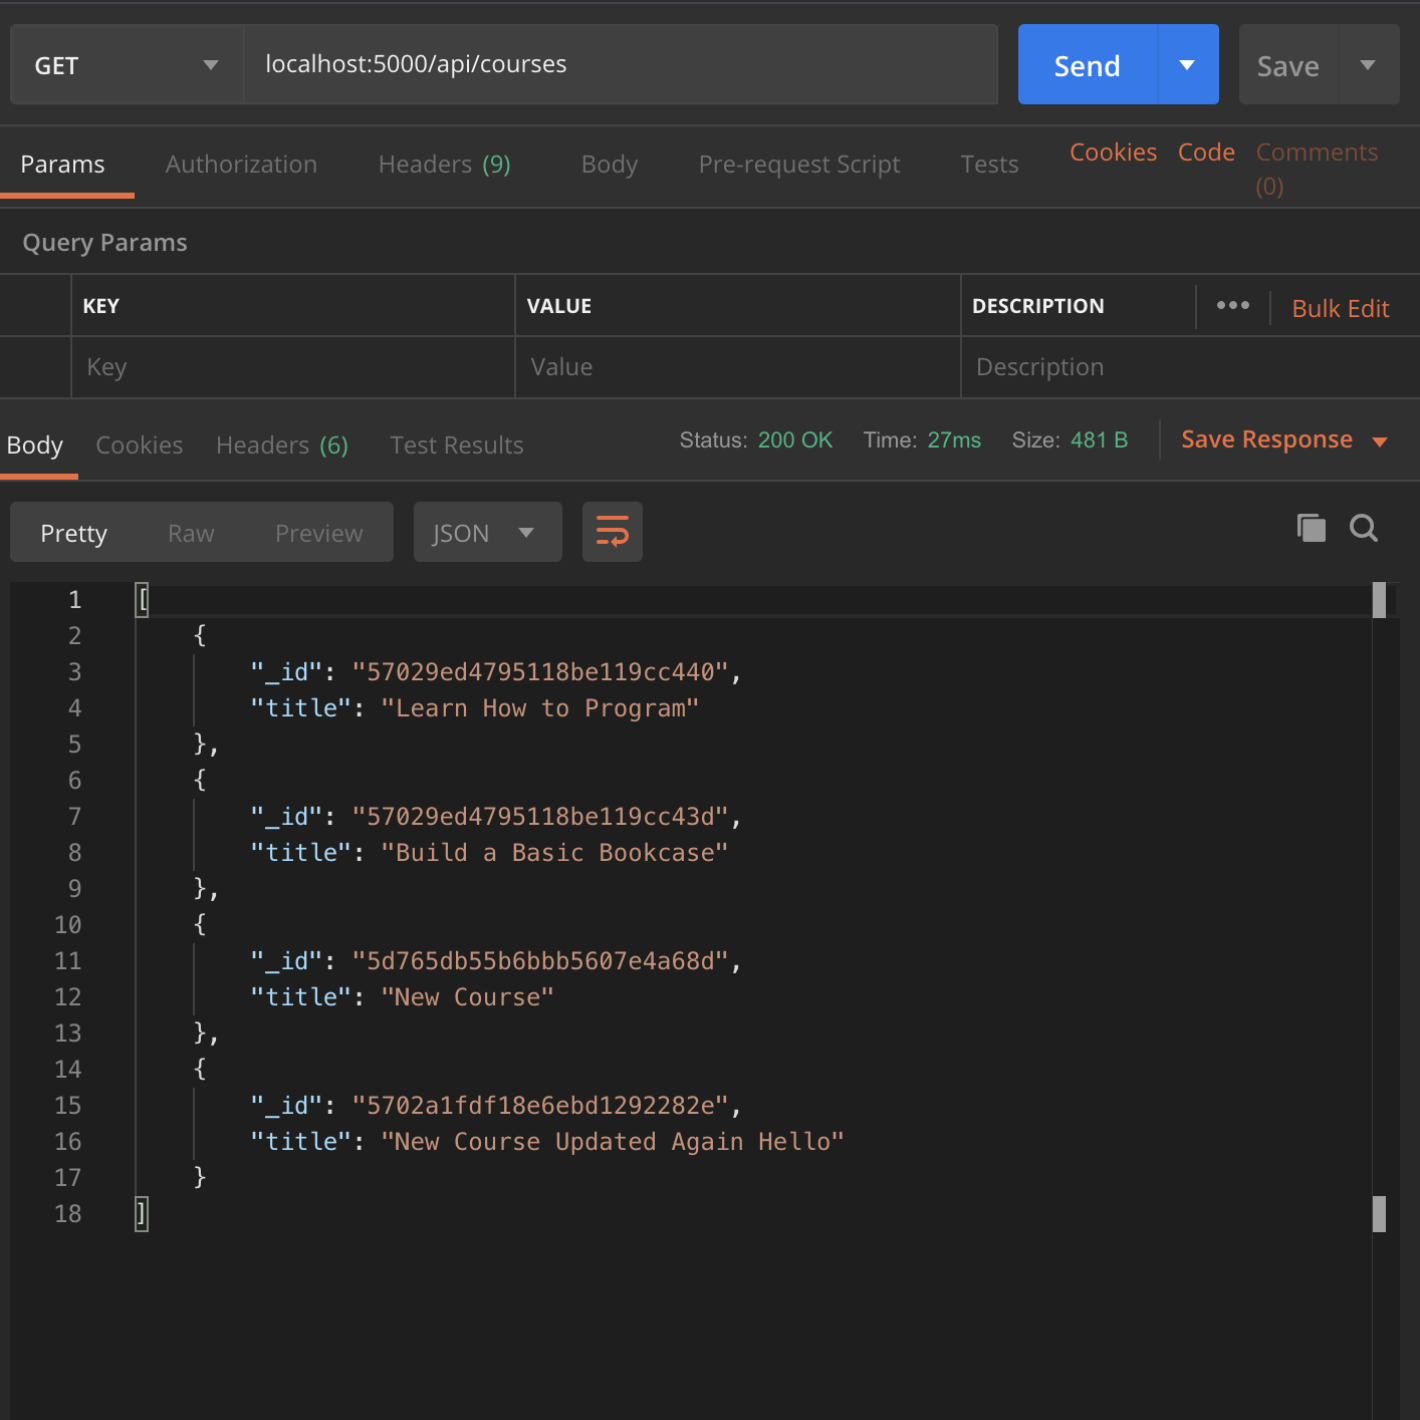 GET localhost:5000/api/courses Send Save
Params Authorization Headers (9) Body Pre-request Script Tests Cookies Code Comments (0)
Query Params
KEY VALUE DESCRIPTION ••• Bulk Edit
Key Value Description
Body Cookies Headers (6) Test Results Status: 200 OK Time: 27ms Size: 481 B Save Response
Pretty Raw Preview JSON
1 [
2 {
3 "_id": "57029ed4795118be119cc440",
4 "title": "Learn How to Program"
5 },
6 {
7 "_id": "57029ed4795118be119cc43d",
8 "title": "Build a Basic Bookcase"
9 },
10 {
11 "_id": "5d765db55b6bbb5607e4a68d",
12 "title": "New Course"
13 },
14 {
15 "_id": "5702a1fdf18e6ebd1292282e",
16 "title": "New Course Updated Again Hello"
17 }
18 ]